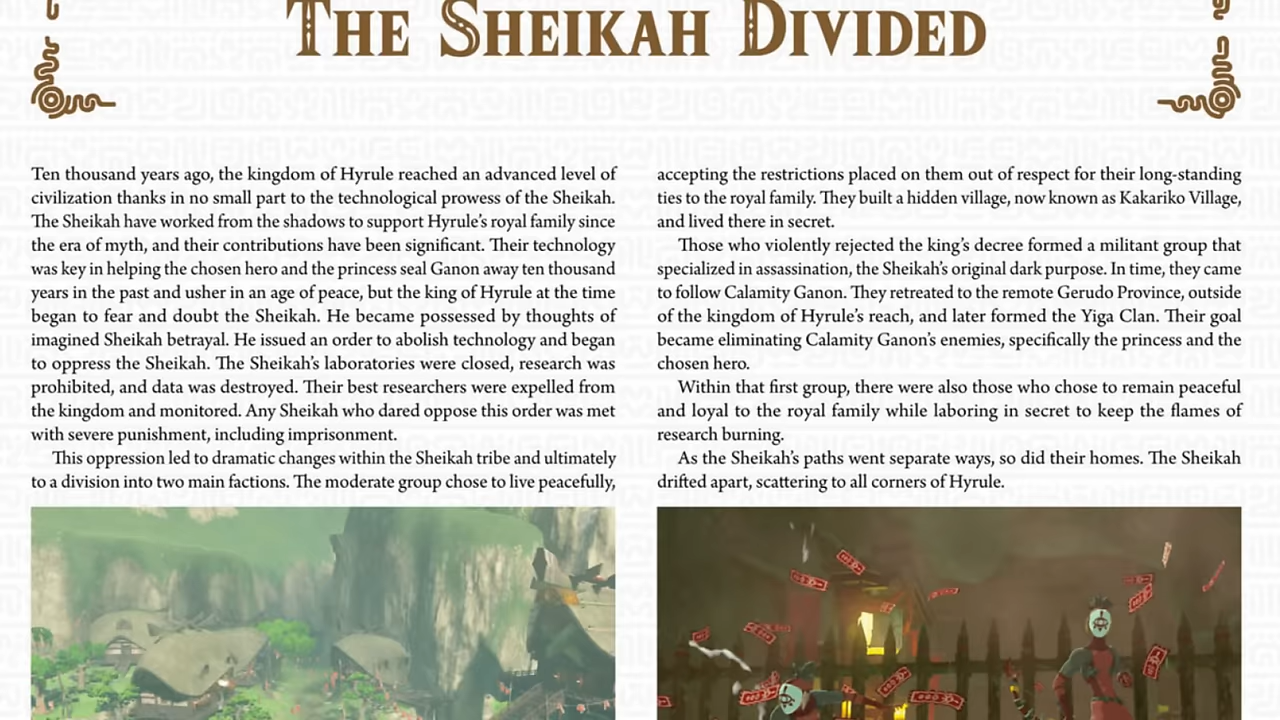 THE SHEIKAH DIVIDED
Ten thousand years ago, the kingdom of Hyrule reached an advanced level of
civilization thanks in no small part to the technological prowess of the Sheikah.
The Sheikah have worked from the shadows to support Hyrule's royal family since
the era of myth, and their contributions have been significant. Their technology
was key in helping the chosen hero and the princess seal Ganon away ten thousand
years in the past and usher in an age of peace, but the king of Hyrule at the time
began to fear and doubt the Sheikah. He became possessed by thoughts of
imagined Sheikah betrayal. He issued an order to abolish technology and began
to oppress the Sheikah. The Sheikah's laboratories were closed, research was
prohibited, and data was destroyed. Their best researchers were expelled from
the kingdom and monitored. Any Sheikah who dared oppose this order was met
with severe punishment, including imprisonment.
This oppression led to dramatic changes within the Sheikah tribe and ultimately
to a division into two main factions. The moderate group chose to live peacefully,
accepting the restrictions placed on them out of respect for their long-standing
ties to the royal family. They built a hidden village, now known as Kakariko Village,
and lived there in secret.
Those who violently rejected the king's decree formed a militant group that
specialized in assassination, the Sheikah's original dark purpose. In time, they came
to follow Calamity Ganon. They retreated to the remote Gerudo Province, outside
of the kingdom of Hyrule's reach, and later formed the Yiga Clan. Their goal
became eliminating Calamity Ganon's enemies, specifically the princess and the
chosen hero.
Within that first group, there were also those who chose to remain peaceful
and loyal to the royal family while laboring in secret to keep the flames of
research burning.
As the Sheikah's paths went separate ways, so did their homes. The Sheikah
drifted apart, scattering to all corners of Hyrule.